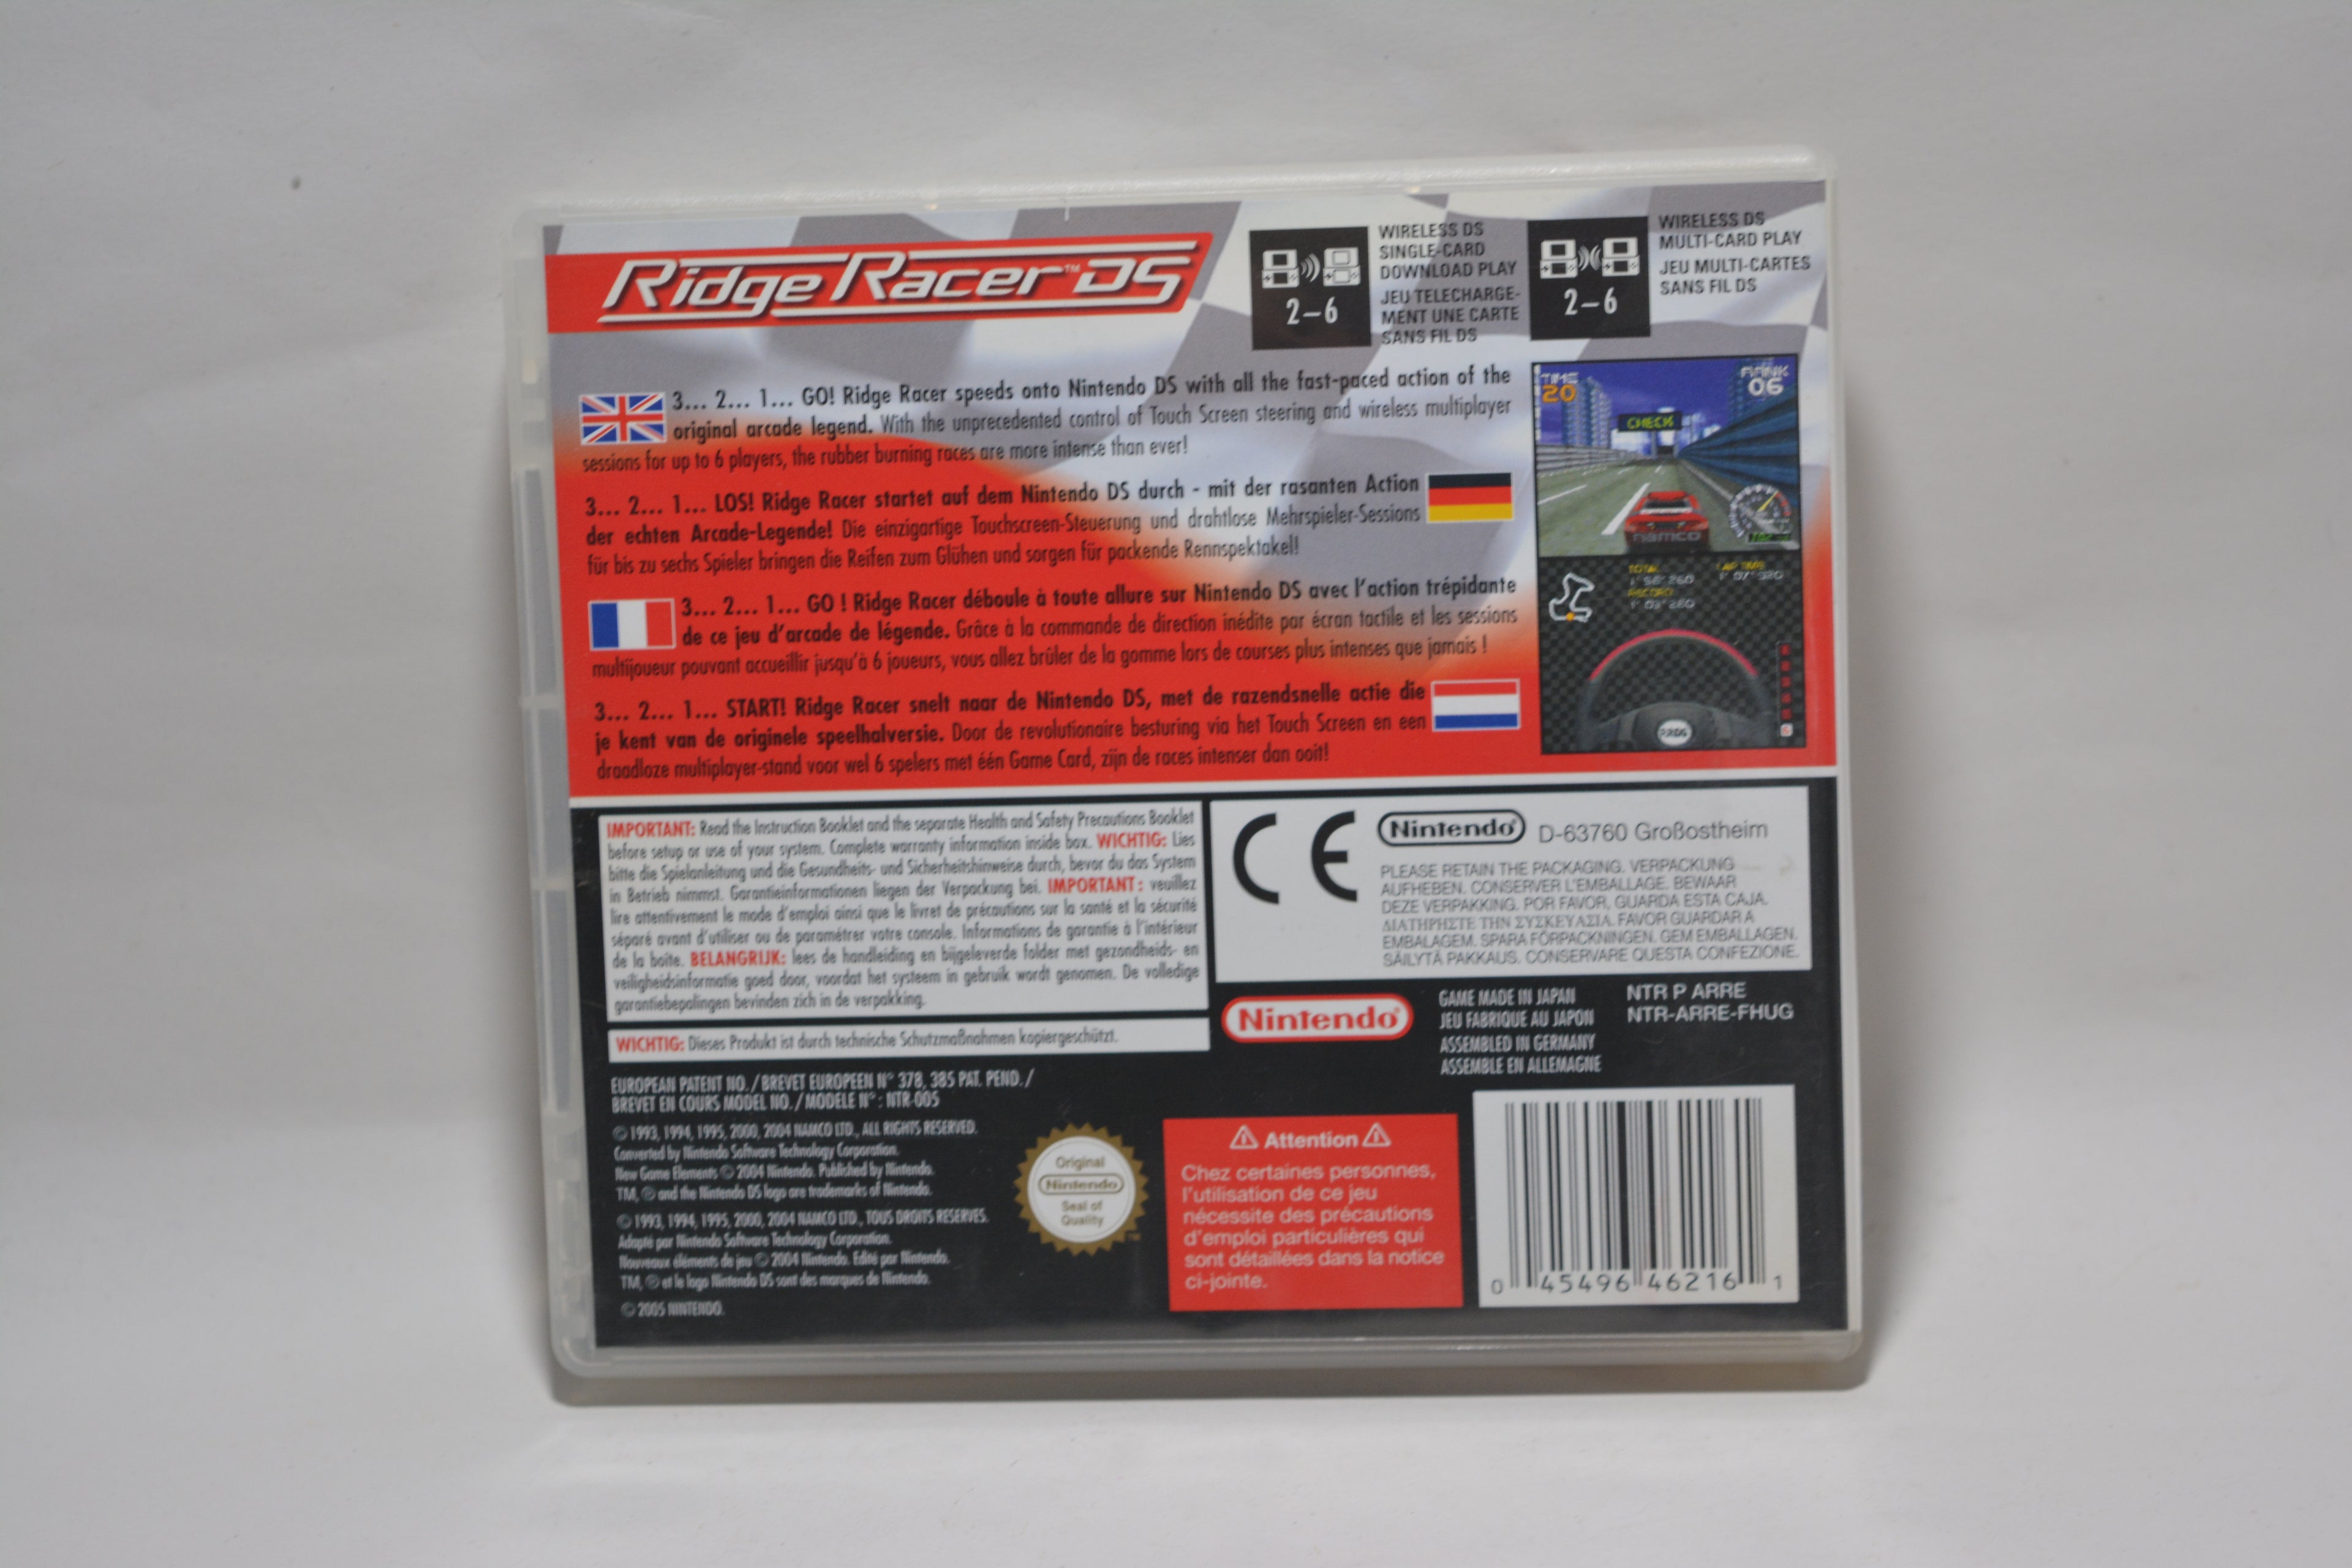 Ridge Racer™ DS
2–6
WIRELESS DS
SINGLE-CARD
DOWNLOAD PLAY
JEU TELECHARGE-
MENT UNE CARTE
SANS FIL DS
2–6
WIRELESS DS
MULTI-CARD PLAY
JEU MULTI-CARTES
SANS FIL DS
3... 2... 1... GO! Ridge Racer speeds onto Nintendo DS with all the fast-paced action of the
original arcade legend. With the unprecedented control of Touch Screen steering and wireless multiplayer
sessions for up to 6 players, the rubber burning races are more intense than ever!
3... 2... 1... LOS! Ridge Racer startet auf dem Nintendo DS durch - mit der rasanten Action
der echten Arcade-Legende! Die einzigartige Touchscreen-Steuerung und drahtlose Mehrspieler-Sessions
für bis zu sechs Spieler bringen die Reifen zum Glühen und sorgen für packende Rennspektakel!
3... 2... 1... GO ! Ridge Racer déboule à toute allure sur Nintendo DS avec l'action trépidante
de ce jeu d'arcade de légende. Grâce à la commande de direction inédite par écran tactile et les sessions
multijoueur pouvant accueillir jusqu'à 6 joueurs, vous allez brûler de la gomme lors de courses plus intenses que jamais !
3... 2... 1... START! Ridge Racer snelt naar de Nintendo DS, met de razendsnelle actie die
je kent van de originele speelhalversie. Door de revolutionaire besturing via het Touch Screen en een
draadloze multiplayer-stand voor wel 6 spelers met één Game Card, zijn de races intenser dan ooit!
TIME
20
RANK
06
CHECK
namco
TOTAL
LAP TIME
RECORD
RRDS
IMPORTANT: Read the Instruction Booklet and the separate Health and Safety Precautions Booklet
before setup or use of your system. Complete warranty information inside box. WICHTIG: Lies
bitte die Spielanleitung und die Gesundheits- und Sicherheitshinweise durch, bevor du das System
in Betrieb nimmst. Garantieinformationen liegen der Verpackung bei. IMPORTANT : veuillez
lire attentivement le mode d'emploi ainsi que le livret de précautions sur la santé et la sécurité
séparé avant d'utiliser ou de paramétrer votre console. Informations de garantie à l'intérieur
de la boîte. BELANGRIJK: lees de handleiding en bijgeleverde folder met gezondheids- en
veiligheidsinformatie goed door, voordat het systeem in gebruik wordt genomen. De volledige
garantiebepalingen bevinden zich in de verpakking.
WICHTIG: Dieses Produkt ist durch technische Schutzmaßnahmen kopiergeschützt.
CE
Nintendo® D-63760 Großostheim
PLEASE RETAIN THE PACKAGING. VERPACKUNG
AUFHEBEN. CONSERVER L'EMBALLAGE. BEWAAR
DEZE VERPAKKING. POR FAVOR, GUARDA ESTA CAJA.
ΔΙΑΤΗΡΗΣΤΕ ΤΗΝ ΣΥΣΚΕΥΑΣΙΑ. FAVOR GUARDAR A
EMBALAGEM. SPARA FÖRPACKNINGEN. GEM EMBALLAGEN.
SÄILYTÄ PAKKAUS. CONSERVARE QUESTA CONFEZIONE.
Nintendo®
GAME MADE IN JAPAN
JEU FABRIQUE AU JAPON
ASSEMBLED IN GERMANY
ASSEMBLE EN ALLEMAGNE
NTR P ARRE
NTR-ARRE-FHUG
EUROPEAN PATENT NO. / BREVET EUROPEEN N° 378, 385 PAT. PEND. /
BREVET EN COURS MODEL NO. / MODELE N° : NTR-005
© 1993, 1994, 1995, 2000, 2004 NAMCO LTD., ALL RIGHTS RESERVED.
Converted by Nintendo Software Technology Corporation.
New Game Elements © 2004 Nintendo. Published by Nintendo.
TM, ® and the Nintendo DS logo are trademarks of Nintendo.
© 1993, 1994, 1995, 2000, 2004 NAMCO LTD., TOUS DROITS RESERVES.
Adapté par Nintendo Software Technology Corporation.
Nouveaux éléments de jeu © 2004 Nintendo. Edité par Nintendo.
TM, ® et le logo Nintendo DS sont des marques de Nintendo.
© 2005 NINTENDO.
Original
Nintendo
Seal of
Quality
TM
Attention
Chez certaines personnes,
l'utilisation de ce jeu
nécessite des précautions
d'emploi particulières qui
sont détaillées dans la notice
ci-jointe.
0 45496 46216 1